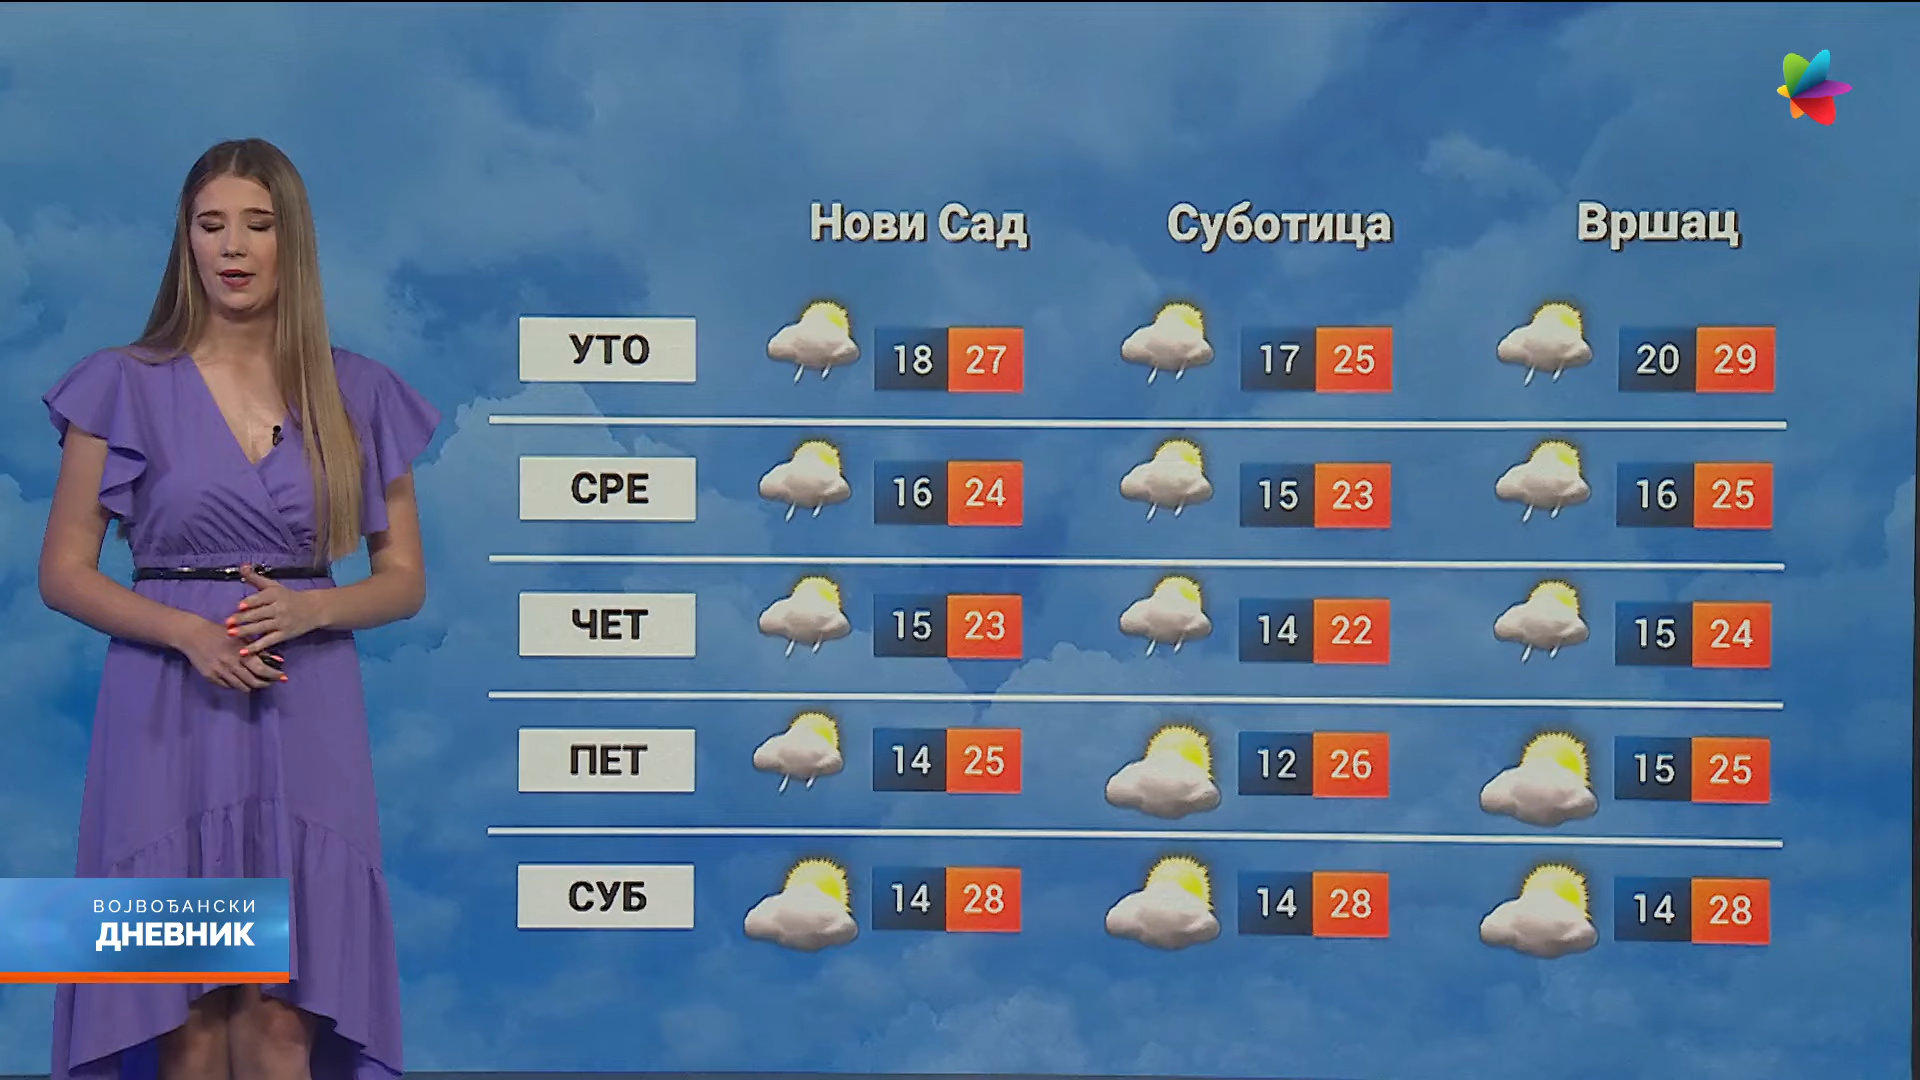 Нови Сад Суботица Вршац
УТО 18 27 17 25 20 29
СРЕ 16 24 15 23 16 25
ЧЕТ 15 23 14 22 15 24
ПЕТ 14 25 12 26 15 25
СУБ 14 28 14 28 14 28
ВОЈВОЂАНСКИ
ДНЕВНИК